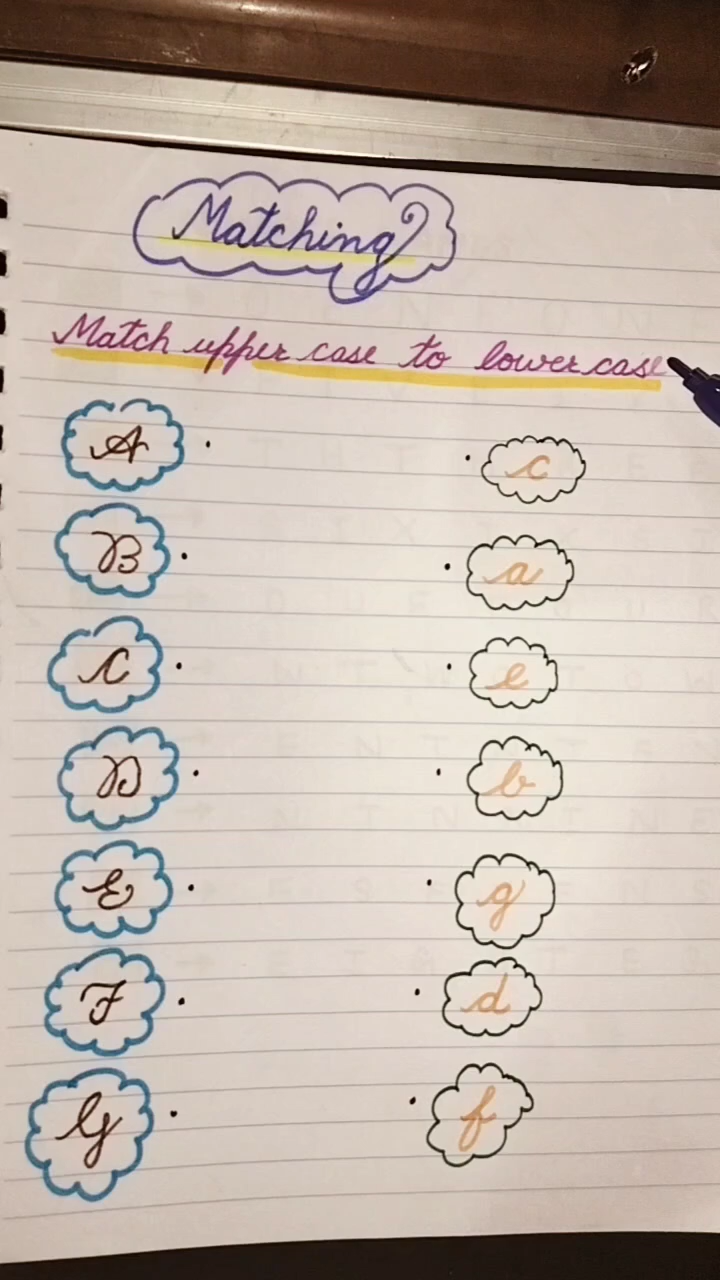 Matching
Match upper case to lower case
A c
B a
C e
D b
E g
F d
G f